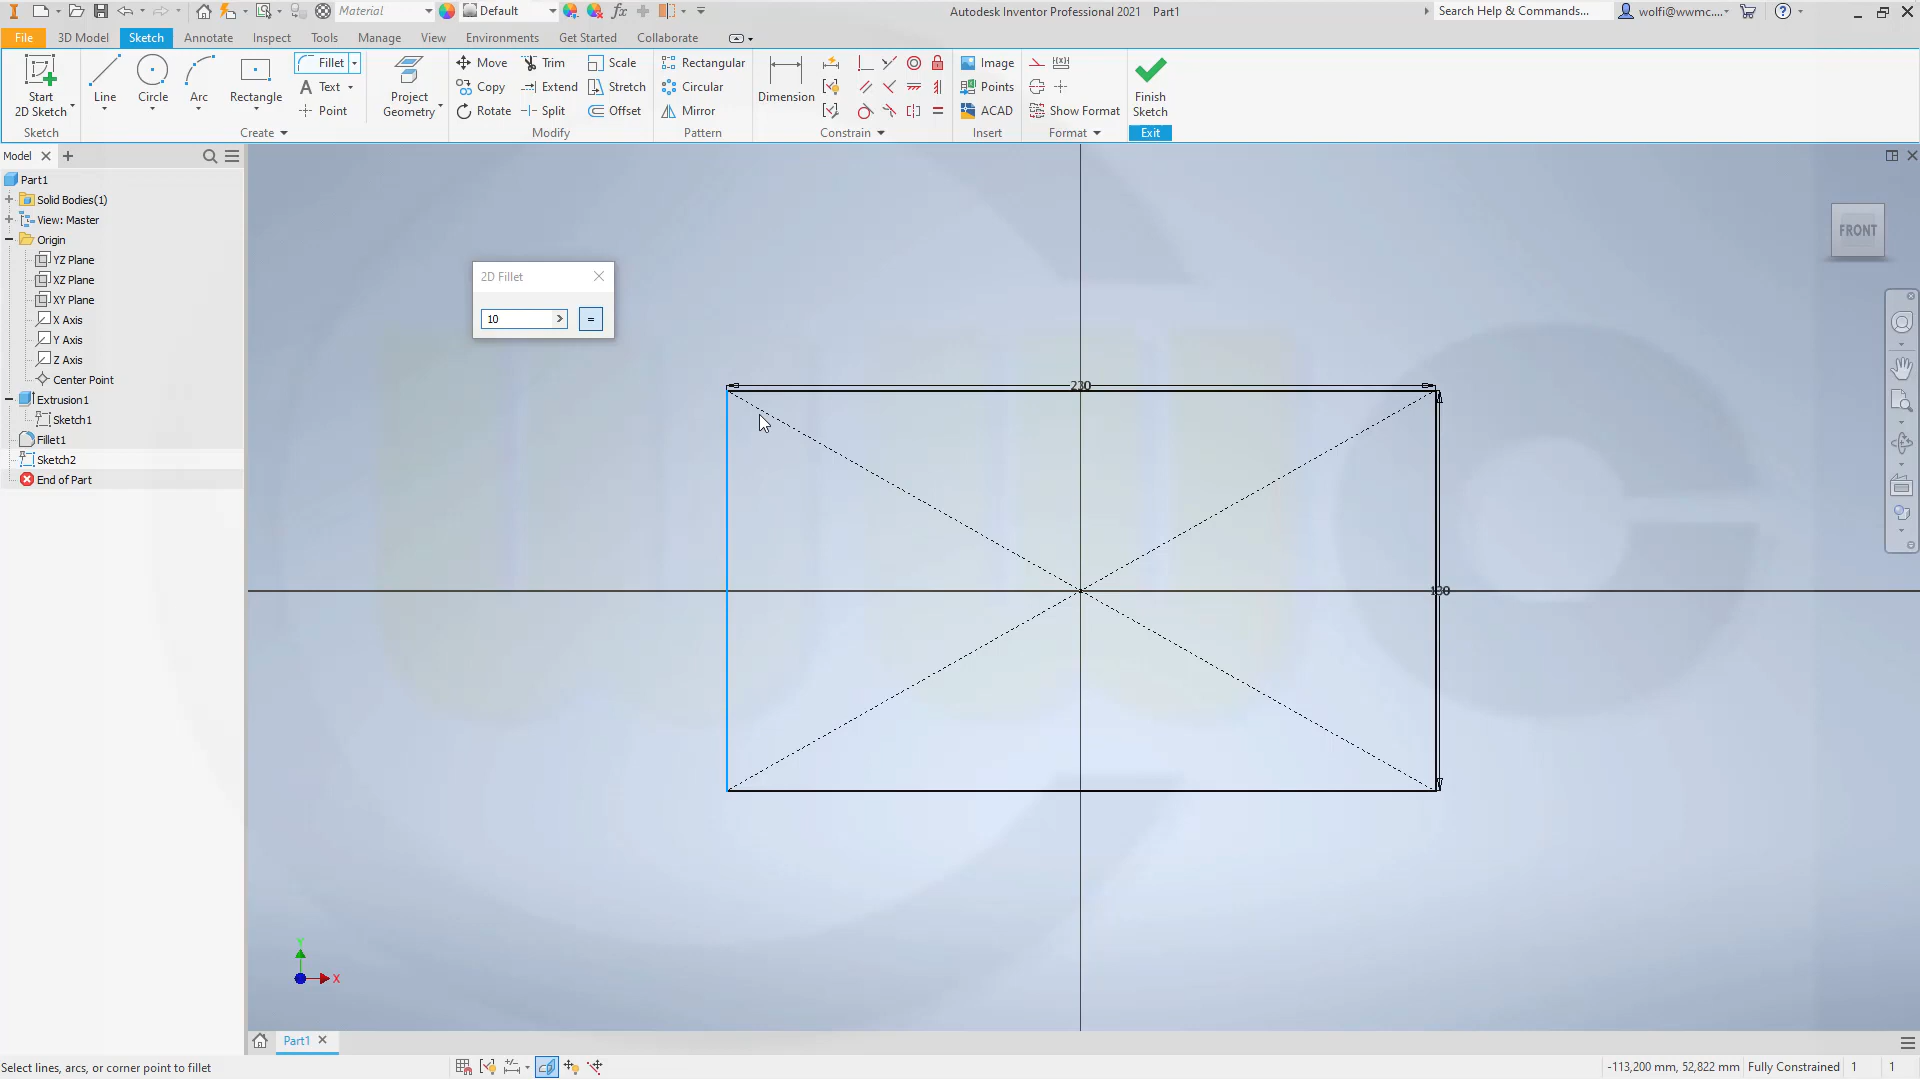 Material
Default
Autodesk Inventor Professional 2021 Part1
Search Help & Commands...
wolfi@wwmc....
File
3D Model
Sketch
Annotate
Inspect
Tools
Manage
View
Environments
Get Started
Collaborate
Start
2D Sketch
Line
Circle
Arc
Rectangle
Fillet
Text
Point
Project
Geometry
Move
Copy
Rotate
Trim
Extend
Split
Scale
Stretch
Offset
Rectangular
Circular
Mirror
Dimension
Image
Points
ACAD
Show Format
Finish
Sketch
Sketch
Create
Modify
Pattern
Constrain
Insert
Format
Exit
Model
Part1
Solid Bodies(1)
View: Master
Origin
YZ Plane
XZ Plane
XY Plane
X Axis
Y Axis
Z Axis
Center Point
Extrusion1
Sketch1
Fillet1
Sketch2
End of Part
2D Fillet
10
=
FRONT
Y
X
Part1
Select lines, arcs, or corner point to fillet
-113,200 mm, 52,822 mm
Fully Constrained
1
1